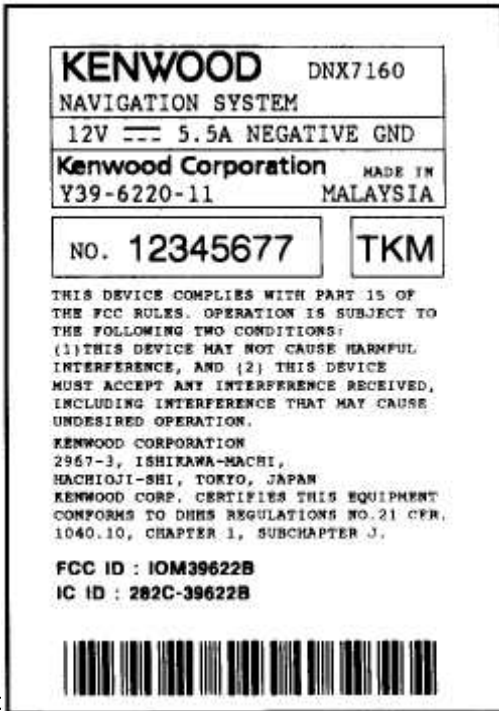 KENWOOD DNX7160
NAVIGATION SYSTEM
12V ⎓ 5.5A NEGATIVE GND
Kenwood Corporation MADE IN
Y39-6220-11 MALAYSIA
NO. 12345677 TKM
THIS DEVICE COMPLIES WITH PART 15 OF
THE FCC RULES. OPERATION IS SUBJECT TO
THE FOLLOWING TWO CONDITIONS:
(1)THIS DEVICE MAY NOT CAUSE HARMFUL
INTERFERENCE, AND (2) THIS DEVICE
MUST ACCEPT ANY INTERFERENCE RECEIVED,
INCLUDING INTERFERENCE THAT MAY CAUSE
UNDESIRED OPERATION.
KENWOOD CORPORATION
2967-3, ISHIKAWA-MACHI,
HACHIOJI-SHI, TOKYO, JAPAN
KENWOOD CORP. CERTIFIES THIS EQUIPMENT
CONFORMS TO DHHS REGULATIONS NO.21 CFR.
1040.10, CHAPTER 1, SUBCHAPTER J.
FCC ID : IOM39622B
IC ID : 282C-39622B